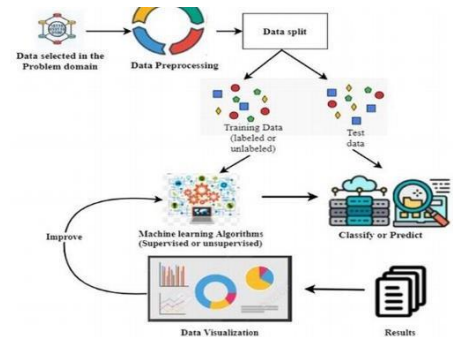 Data selected in the
Problem domain
Data Preprocessing
Data split
Training Data
(labeled or
unlabeled)
Test
data
Improve
Machine learning Algorithms
(Supervised or unsupervised)
Classify or Predict
Data Visualization
Results